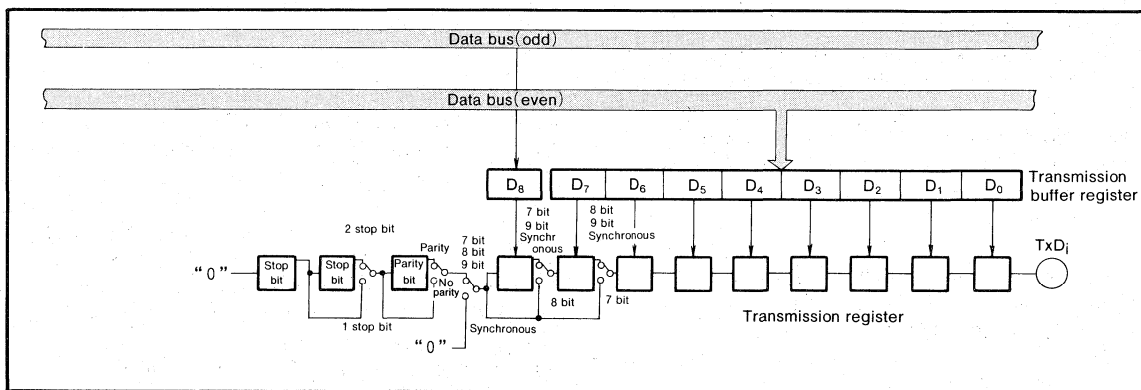 Data bus(odd)
Data bus(even)
D8 D7 D6 D5 D4 D3 D2 D1 D0
Transmission
buffer register
7 bit
9 bit
Synchr
onous
8 bit
9 bit
Synchronous
2 stop bit
Parity
7 bit
8 bit
9 bit
TxDi
"0"
Stop
bit
Stop
bit
Parity
bit
No
parity
8 bit
7 bit
1 stop bit
Synchronous
"0"
Transmission register